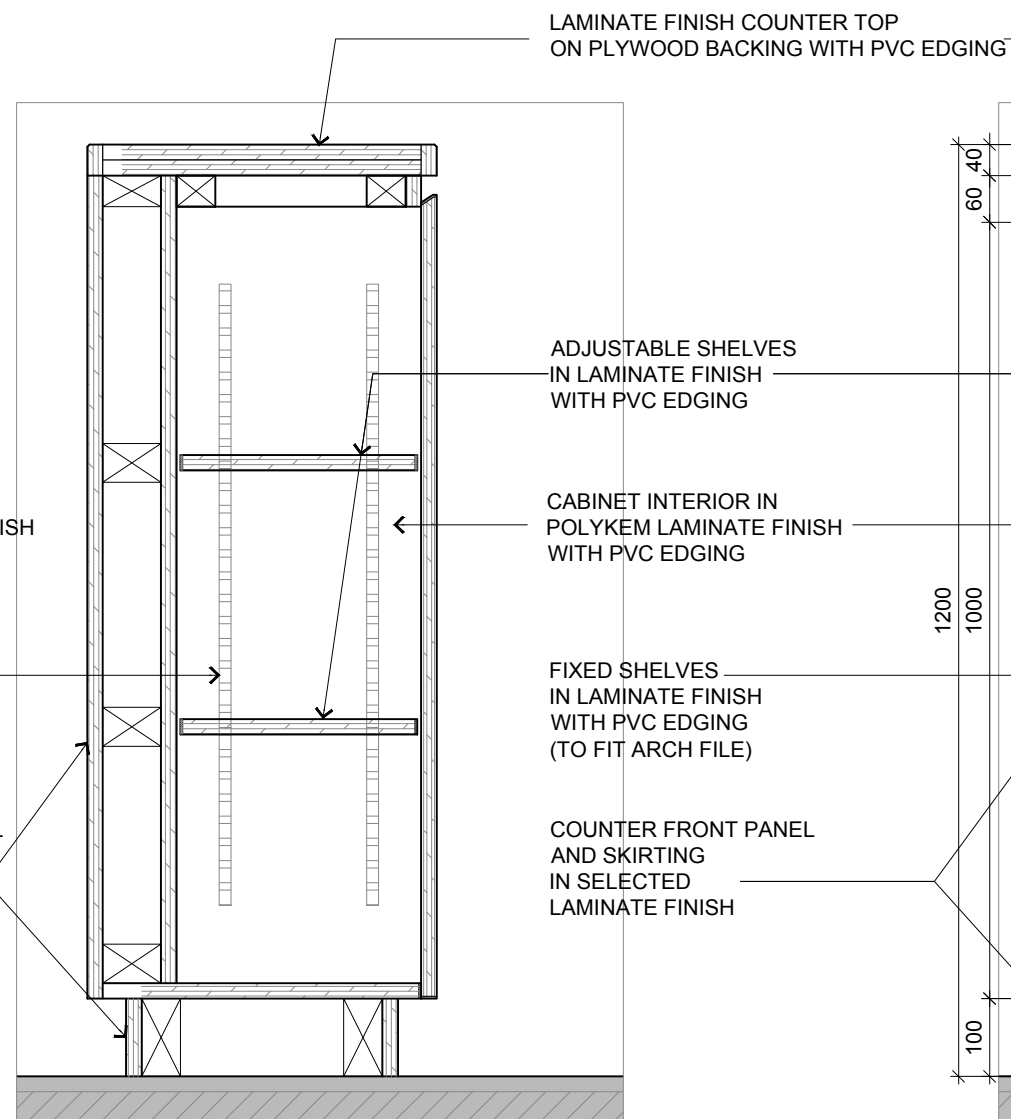 LAMINATE FINISH COUNTER TOP
ON PLYWOOD BACKING WITH PVC EDGING
40
60
ADJUSTABLE SHELVES
IN LAMINATE FINISH
WITH PVC EDGING
CABINET INTERIOR IN
POLYKEM LAMINATE FINISH
WITH PVC EDGING
ISH
1200
1000
FIXED SHELVES
IN LAMINATE FINISH
WITH PVC EDGING
(TO FIT ARCH FILE)
COUNTER FRONT PANEL
AND SKIRTING
IN SELECTED
LAMINATE FINISH
100